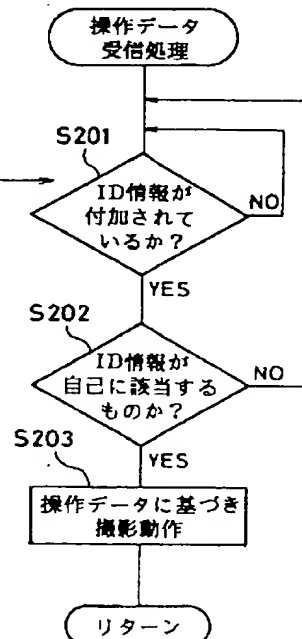 操作データ
受信処理
S201
ID情報が
付加されて
いるか？
NO
YES
S202
ID情報が
自己に該当する
ものか？
NO
YES
S203
操作データに基づき
撮影動作
リターン